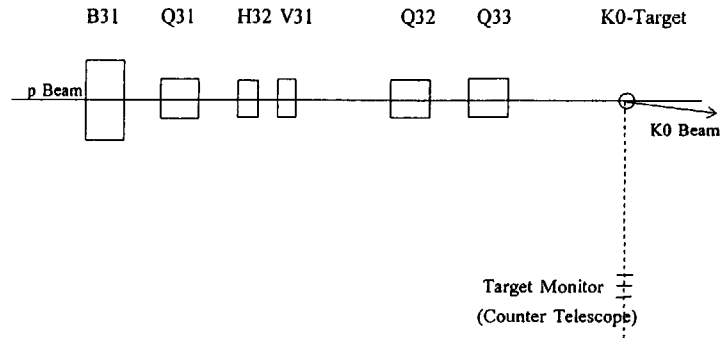 B31 Q31 H32 V31 Q32 Q33 K0-Target
p Beam
K0 Beam
Target Monitor
(Counter Telescope)